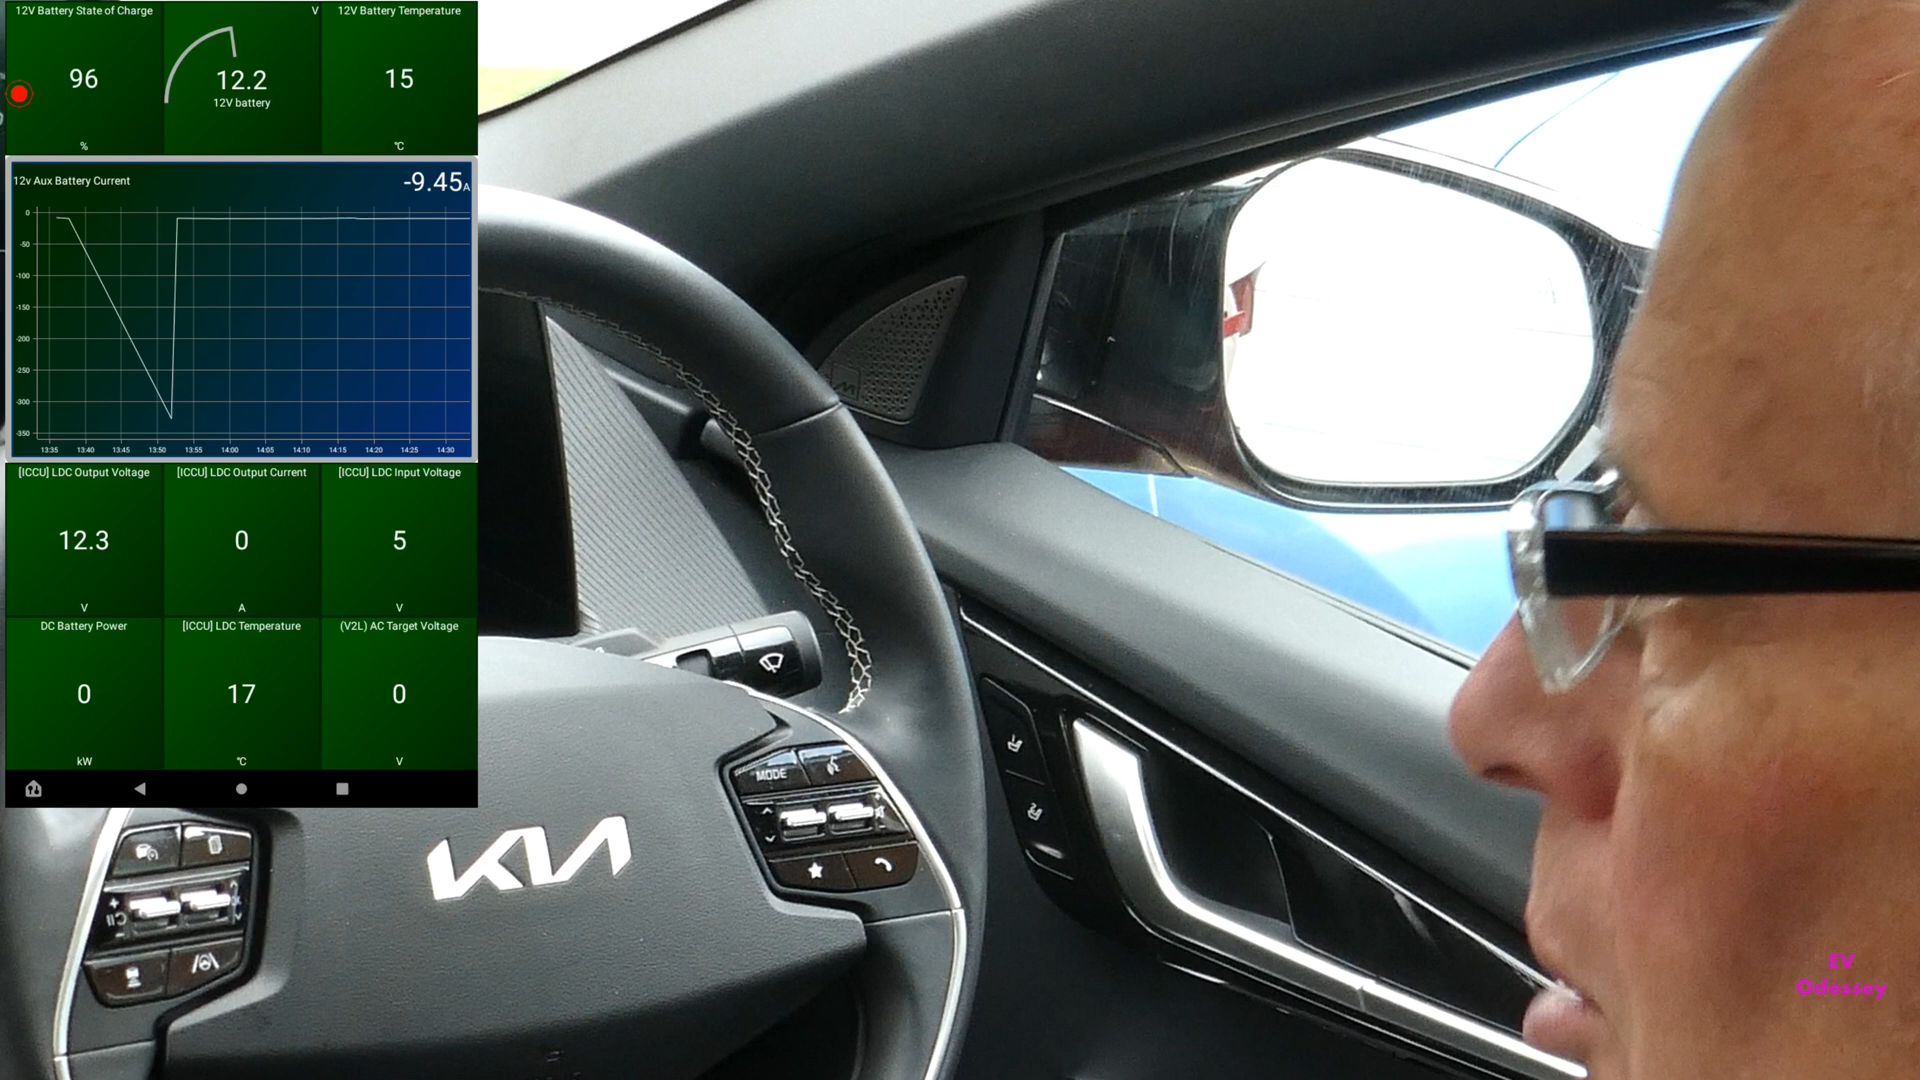 12V Battery State of Charge
96
%
V
12.2
12V battery
12V Battery Temperature
15
℃
12v Aux Battery Current
-9.45A
0
-50
-100
-150
-200
-250
-300
-350
13:35 13:40 13:45 13:50 13:55 14:00 14:05 14:10 14:15 14:20 14:25 14:30
[ICCU] LDC Output Voltage
12.3
V
[ICCU] LDC Output Current
0
A
[ICCU] LDC Input Voltage
5
V
DC Battery Power
0
kW
[ICCU] LDC Temperature
17
℃
(V2L) AC Target Voltage
0
V
MODE
KIA
EV
Odessey